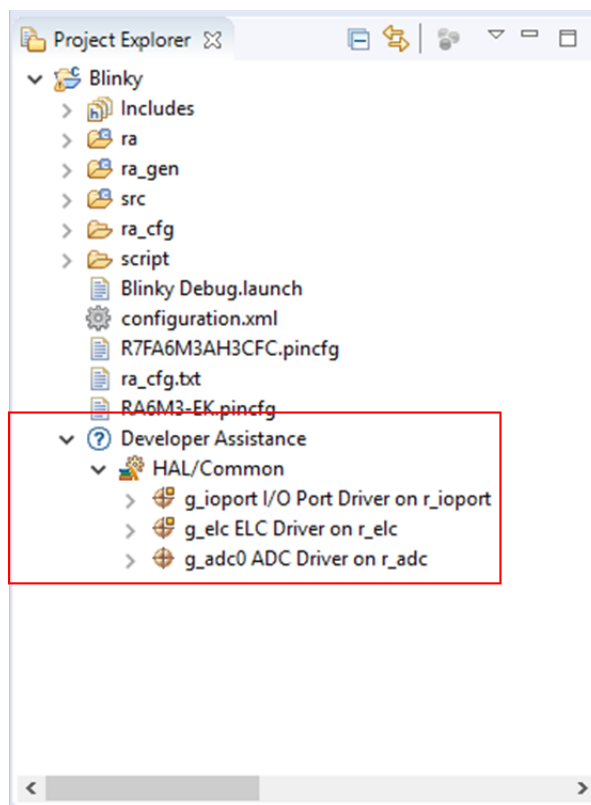 Project Explorer
Blinky
Includes
ra
ra_gen
src
ra_cfg
script
Blinky Debug.launch
configuration.xml
R7FA6M3AH3CFC.pincfg
ra_cfg.txt
RA6M3-EK.pincfg
Developer Assistance
HAL/Common
g_ioport I/O Port Driver on r_ioport
g_elc ELC Driver on r_elc
g_adc0 ADC Driver on r_adc